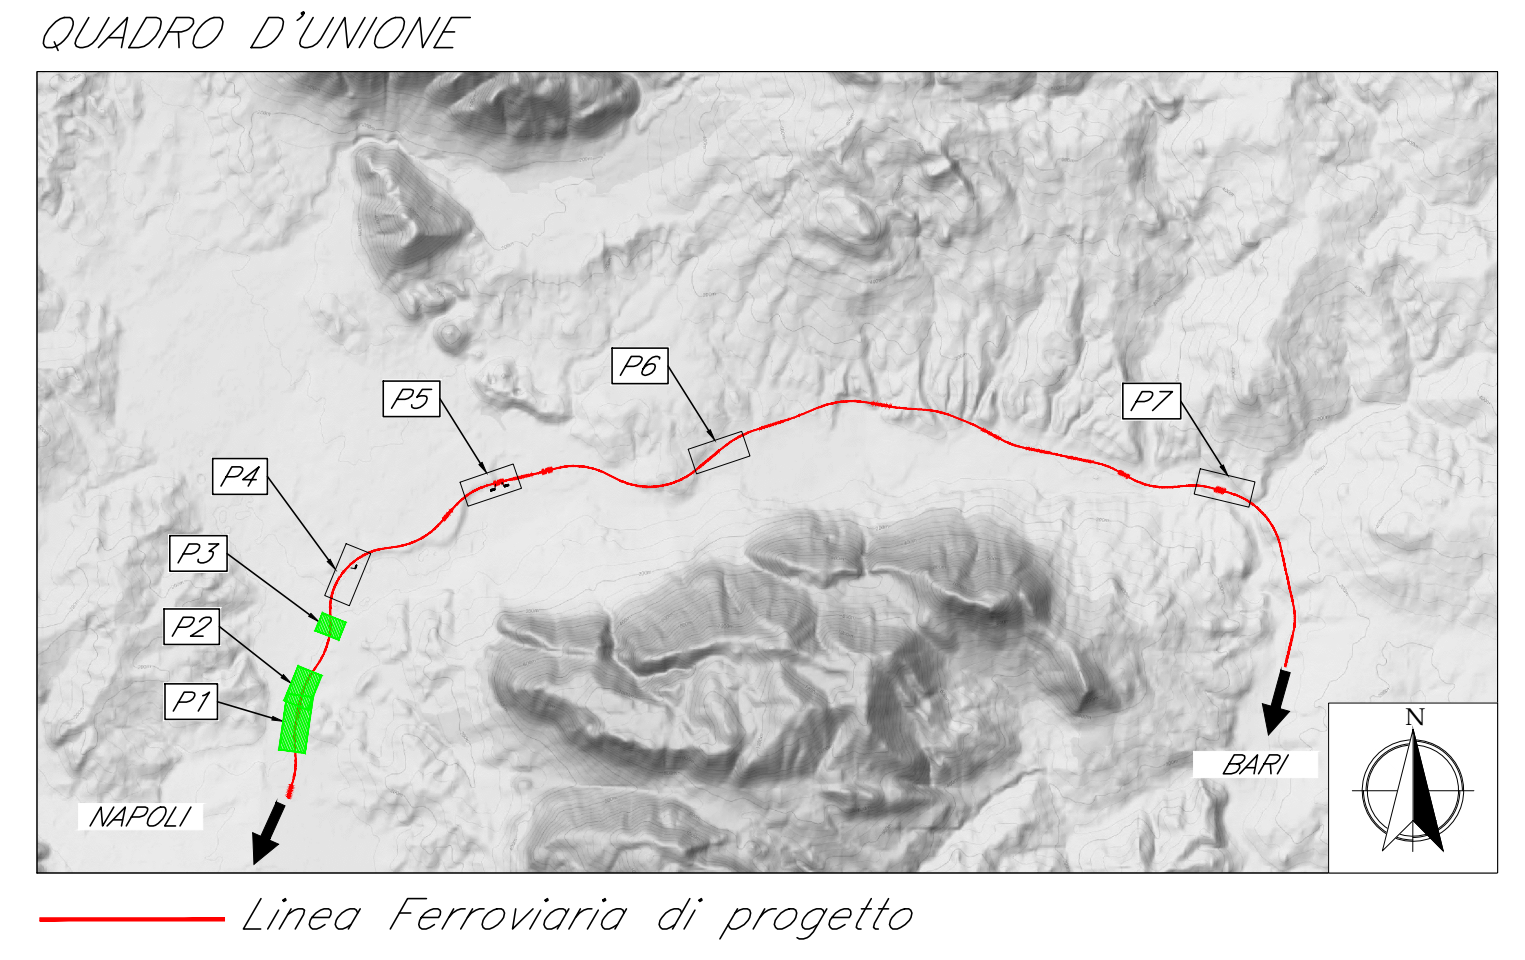 QUADRO D'UNIONE
P6
P5
P7
P4
P3
P2
P1
N
BARI
NAPOLI
Linea Ferroviaria di progetto